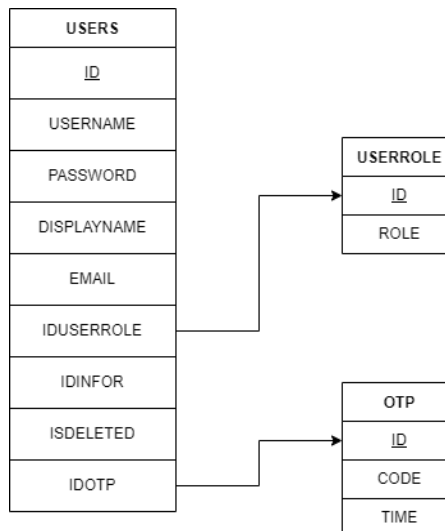 USERS
ID
USERNAME
PASSWORD
DISPLAYNAME
EMAIL
IDUSERROLE
IDINFOR
ISDELETED
IDOTP
USERROLE
ID
ROLE
OTP
ID
CODE
TIME